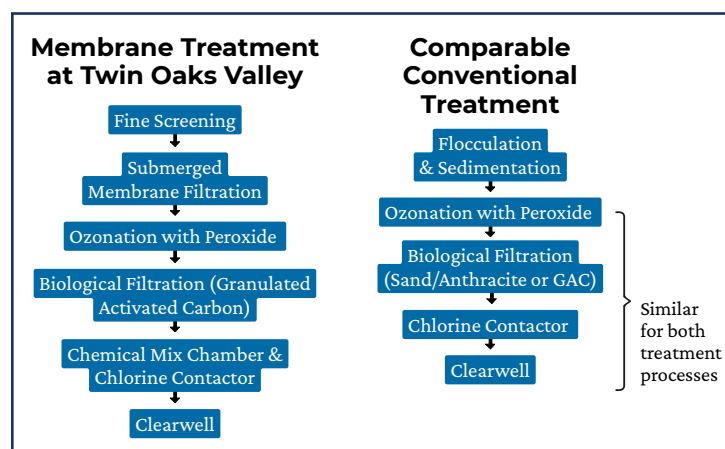 Membrane Treatment
at Twin Oaks Valley
Fine Screening
Submerged
Membrane Filtration
Ozonation with Peroxide
Biological Filtration (Granulated
Activated Carbon)
Chemical Mix Chamber &
Chlorine Contactor
Clearwell
Comparable
Conventional
Treatment
Flocculation
& Sedimentation
Ozonation with Peroxide
Biological Filtration
(Sand/Anthracite or GAC)
Chlorine Contactor
Clearwell
Similar
for both
treatment
processes